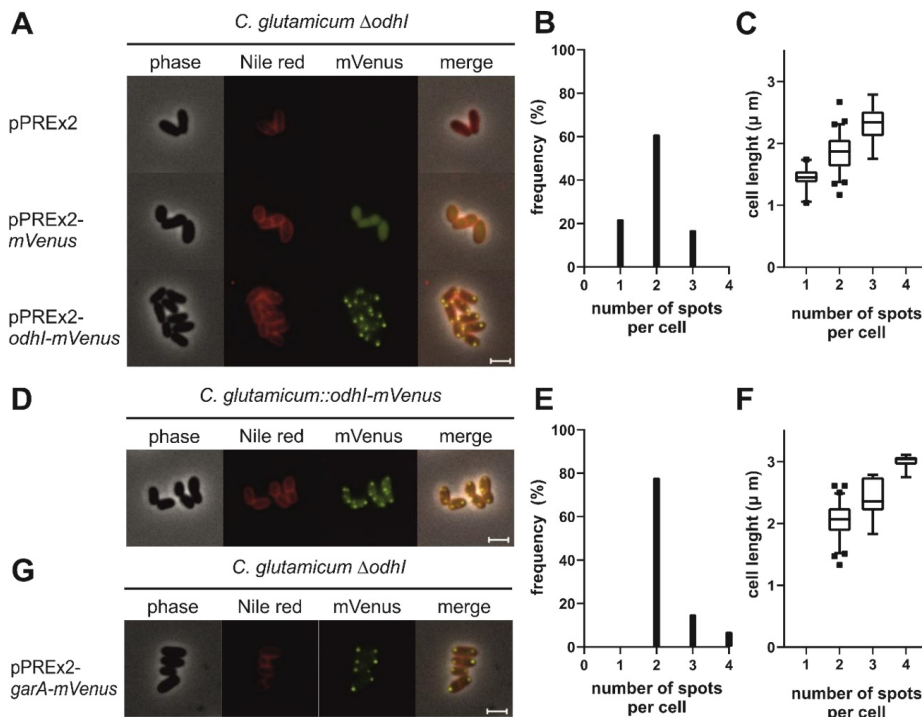 A
C. glutamicum ΔodhI
phase Nile red mVenus merge
pPREx2
pPREx2-
mVenus
pPREx2-
odhI-mVenus
B
frequency (%)
100
80
60
40
20
0
0 1 2 3 4
number of spots
per cell
C
cell lenght (μ m)
3
2
1
0
1 2 3 4
number of spots
per cell
D
C. glutamicum::odhI-mVenus
phase Nile red mVenus merge
E
frequency (%)
100
80
60
40
20
0
0 1 2 3 4
number of spots
per cell
F
cell lenght (μ m)
3
2
1
0
1 2 3 4
number of spots
per cell
G
C. glutamicum ΔodhI
phase Nile red mVenus merge
pPREx2-
garA-mVenus